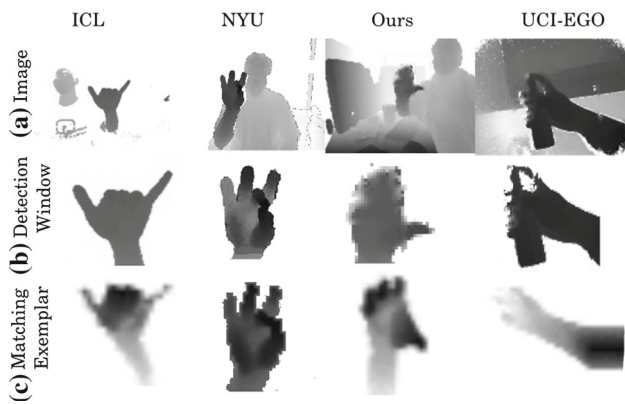 ICL NYU Ours UCI-EGO
(a) Image
(b) Detection
Window
(c) Matching
Exemplar